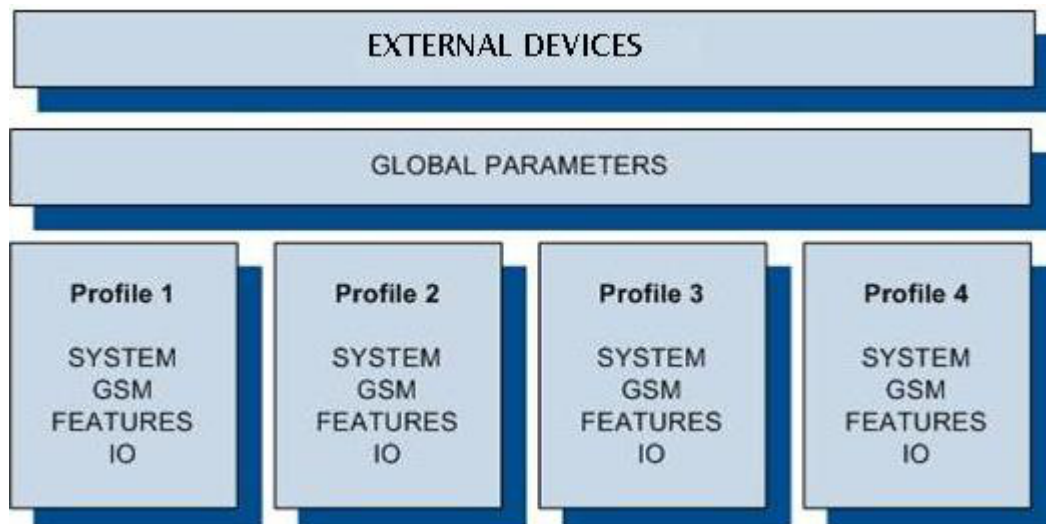 EXTERNAL DEVICES
GLOBAL PARAMETERS
Profile 1
SYSTEM
GSM
FEATURES
IO
Profile 2
SYSTEM
GSM
FEATURES
IO
Profile 3
SYSTEM
GSM
FEATURES
IO
Profile 4
SYSTEM
GSM
FEATURES
IO